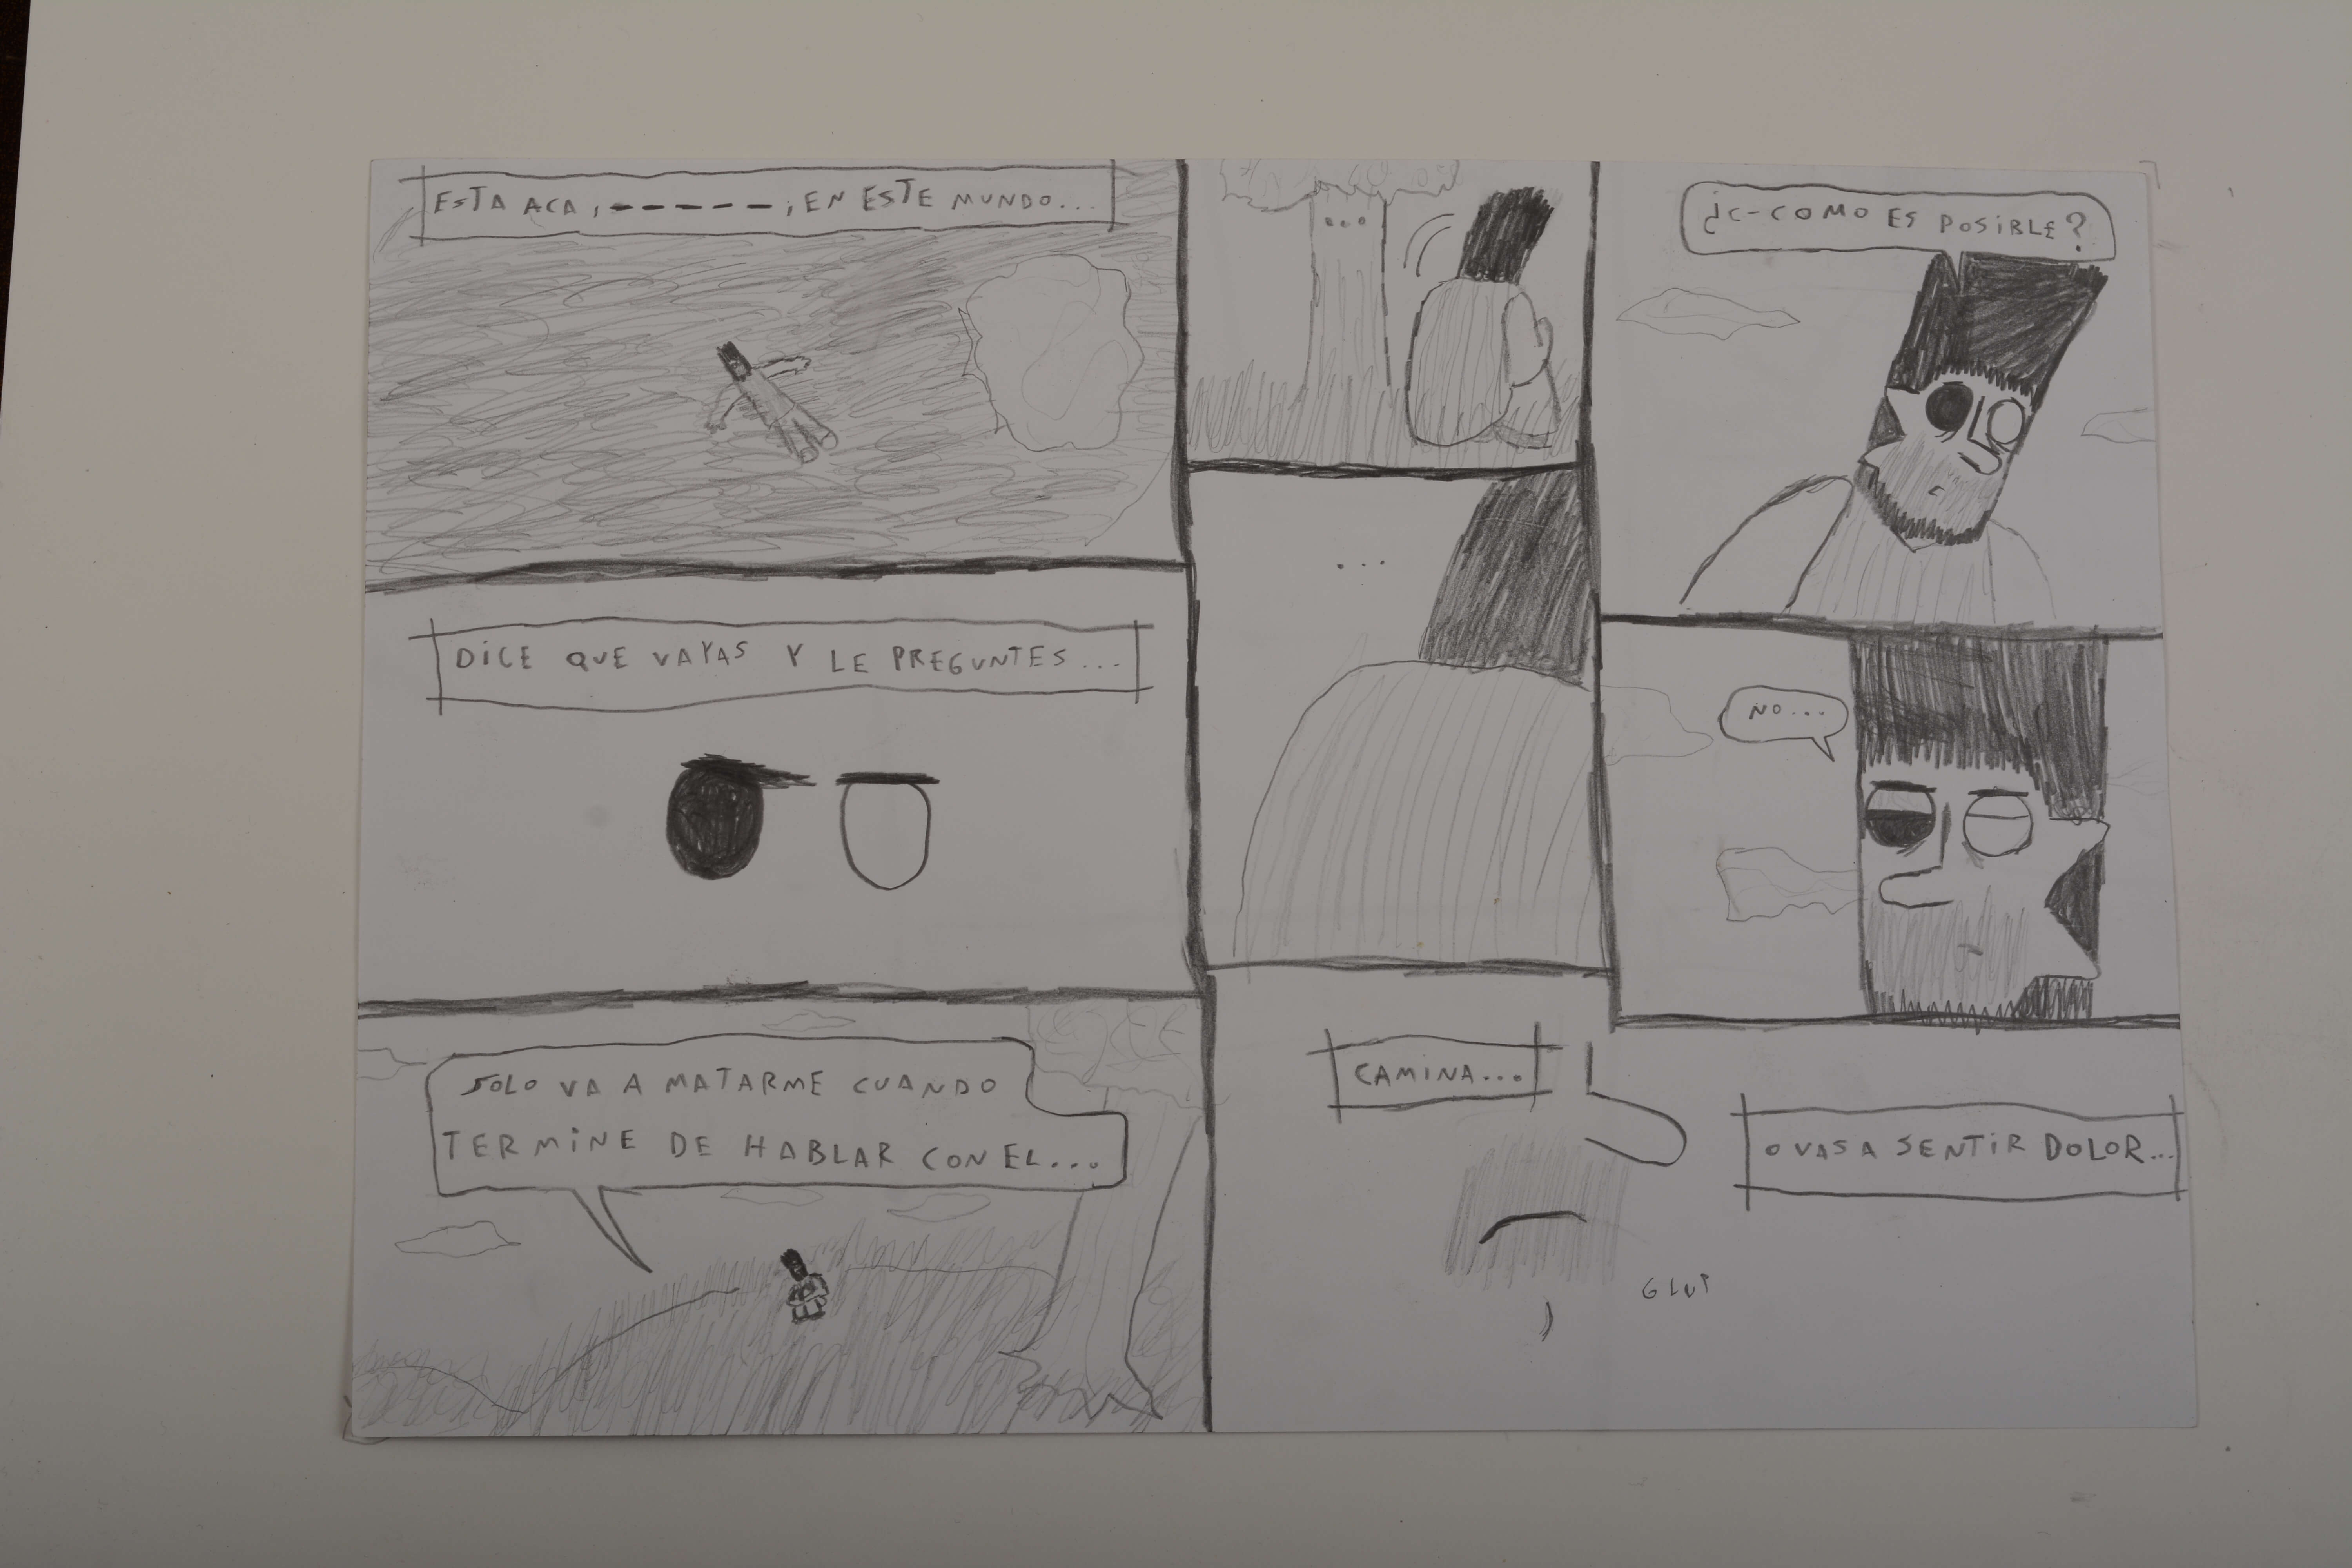 ESTA ACA, ------, EN ESTE MUNDO...
...
¿C-COMO ES POSIBLE?
...
DICE QUE VAYAS Y LE PREGUNTES...
NO...
SOLO VA A MATARME CUANDO
TERMINE DE HABLAR CON EL...
CAMINA...
O VAS A SENTIR DOLOR...
GLUP